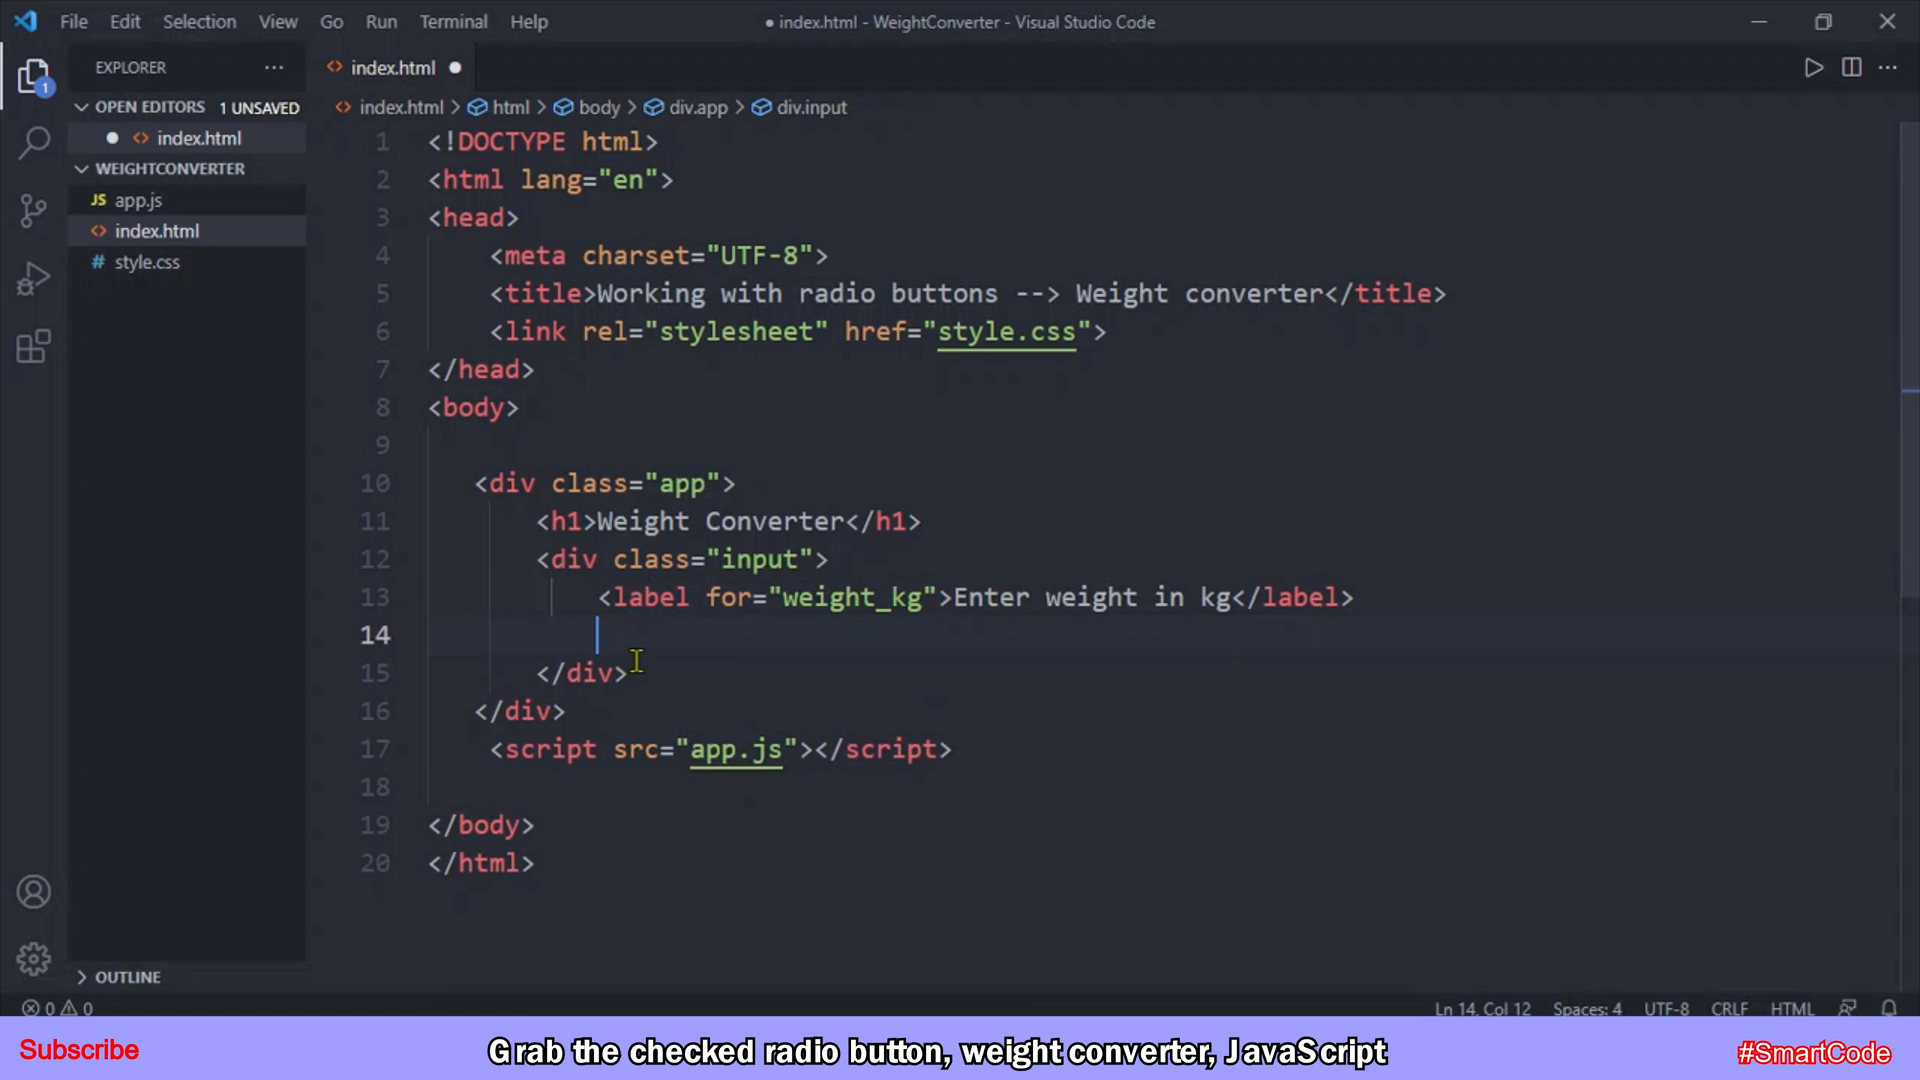 File Edit Selection View Go Run Terminal Help
● index.html - WeightConverter - Visual Studio Code
EXPLORER ···
index.html ●
OPEN EDITORS 1 UNSAVED
● index.html
WEIGHTCONVERTER
JS app.js
index.html
# style.css
OUTLINE
1
index.html > html > body > div.app > div.input
1 <!DOCTYPE html>
2 <html lang="en">
3 <head>
4 <meta charset="UTF-8">
5 <title>Working with radio buttons --> Weight converter</title>
6 <link rel="stylesheet" href="style.css">
7 </head>
8 <body>
9
10 <div class="app">
11 <h1>Weight Converter</h1>
12 <div class="input">
13 <label for="weight_kg">Enter weight in kg</label>
14
15 </div>
16 </div>
17 <script src="app.js"></script>
18
19 </body>
20 </html>
0 0
Ln 14, Col 12 Spaces: 4 UTF-8 CRLF HTML
Subscribe
Grab the checked radio button, weight converter, JavaScript
#SmartCode